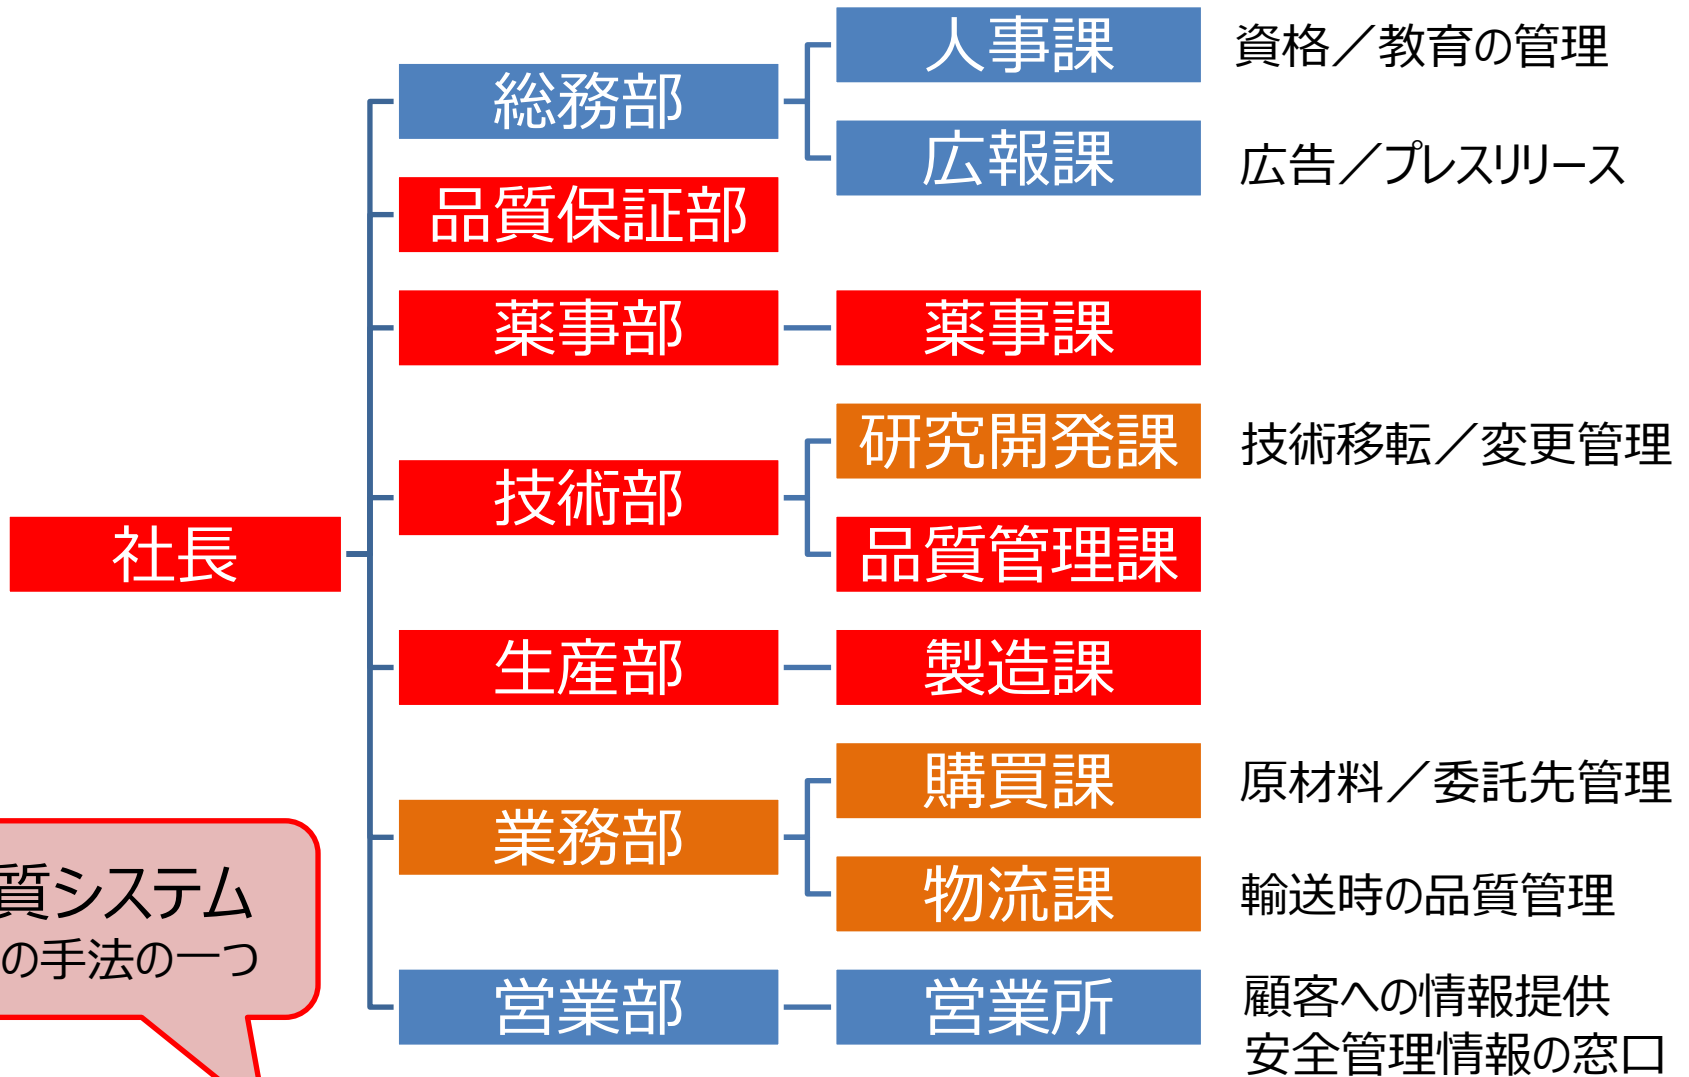 人事課 資格／教育の管理
総務部
広報課 広告／プレスリリース
品質保証部
薬事部 薬事課
研究開発課 技術移転／変更管理
技術部
社長 品質管理課
生産部 製造課
購買課 原材料／委託先管理
業務部
物流課 輸送時の品質管理
質システム
の手法の一つ
営業部 営業所 顧客への情報提供
安全管理情報の窓口